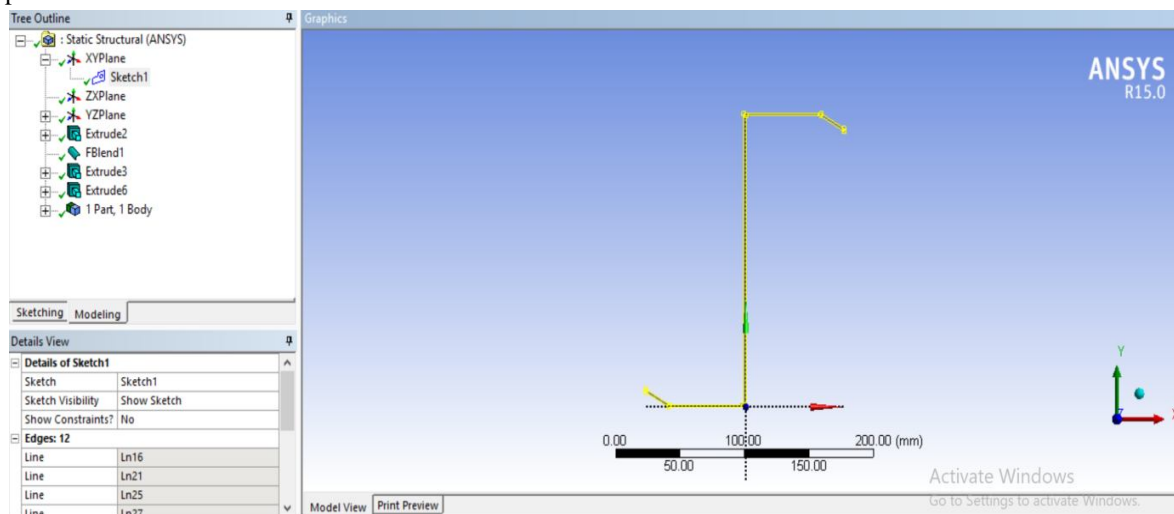 Tree Outline
: Static Structural (ANSYS)
XYPlane
Sketch1
ZXPlane
YZPlane
Extrude2
FBlend1
Extrude3
Extrude6
1 Part, 1 Body
Sketching Modeling
Details View
Details of Sketch1
Sketch Sketch1
Sketch Visibility Show Sketch
Show Constraints? No
Edges: 12
Line Ln16
Line Ln21
Line Ln25
Line Ln27
Graphics
ANSYS
R15.0
Y
X
0.00 100.00 200.00 (mm)
50.00 150.00
Activate Windows
Go to Settings to activate Windows.
Model View Print Preview